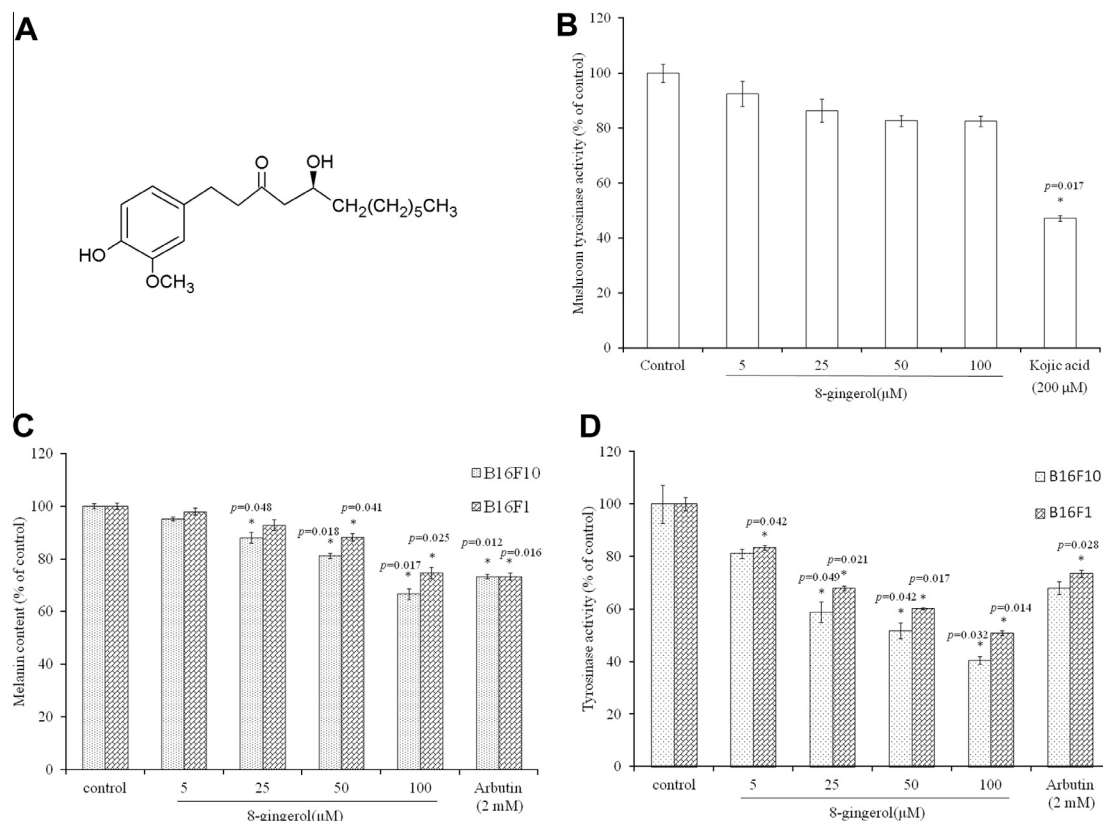 A
OH
O
CH2(CH2)5CH3
HO
OCH3
B
Mushroom tyrosinase activity (% of control)
120
100
80
60
40
20
0
p=0.017
*
Control
5
25
50
100
Kojic acid
(200 µM)
8-gingerol(µM)
C
Melanin content (% of control)
120
100
80
60
40
20
0
B16F10
B16F1
p=0.048
*
p=0.018
*
p=0.041
*
p=0.017
*
p=0.025
*
p=0.012
*
p=0.016
*
control
5
25
50
100
Arbutin
(2 mM)
8-gingerol(µM)
D
Tyrosinase activity (% of control)
120
100
80
60
40
20
0
B16F10
B16F1
p=0.042
*
p=0.049
*
p=0.021
*
p=0.042
*
p=0.017
*
p=0.032
*
p=0.014
*
p=0.028
*
control
5
25
50
100
Arbutin
(2 mM)
8-gingerol(µM)